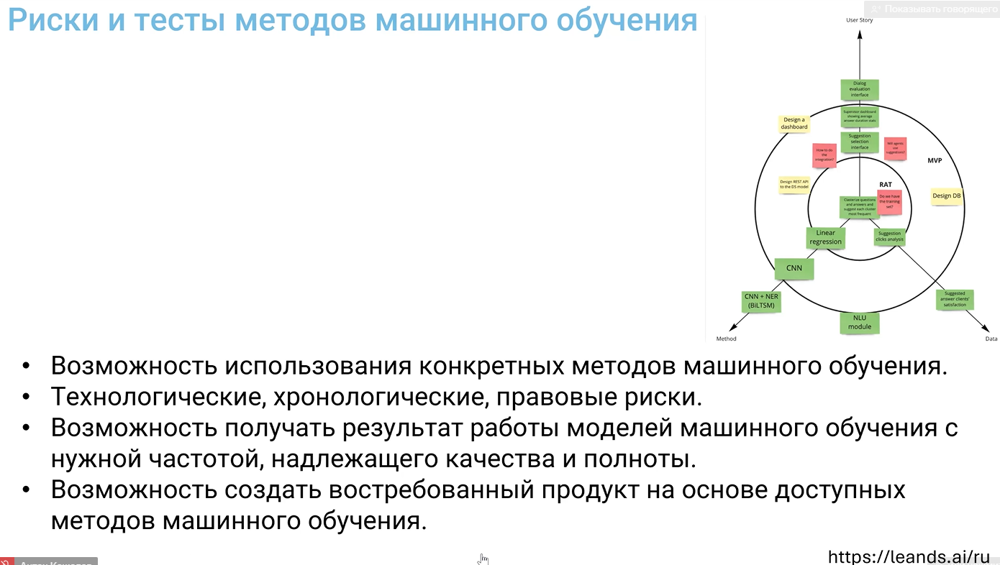 Риски и тесты методов машинного обучения
Показывать говорящего
User Story
Dialog
evaluation
interface
Supervisor dashboard
showing average
answer duration stats
Design a
dashboard
Suggestion
selection
interface
How to do
the
integration?
Will agents
use
suggestions?
MVP
Design REST API
to the DS model
RAT
Do we have
the training
set?
Design DB
Clasterize questions
and answers and
suggest each cluster
most frequent
Linear
regression
Suggestion
clicks analysis
CNN
CNN + NER
(BiLTSM)
Suggested
answer clients'
satisfaction
NLU
module
Method
Data
• Возможность использования конкретных методов машинного обучения.
• Технологические, хронологические, правовые риски.
• Возможность получать результат работы моделей машинного обучения с
нужной частотой, надлежащего качества и полноты.
• Возможность создать востребованный продукт на основе доступных
методов машинного обучения.
https://leands.ai/ru